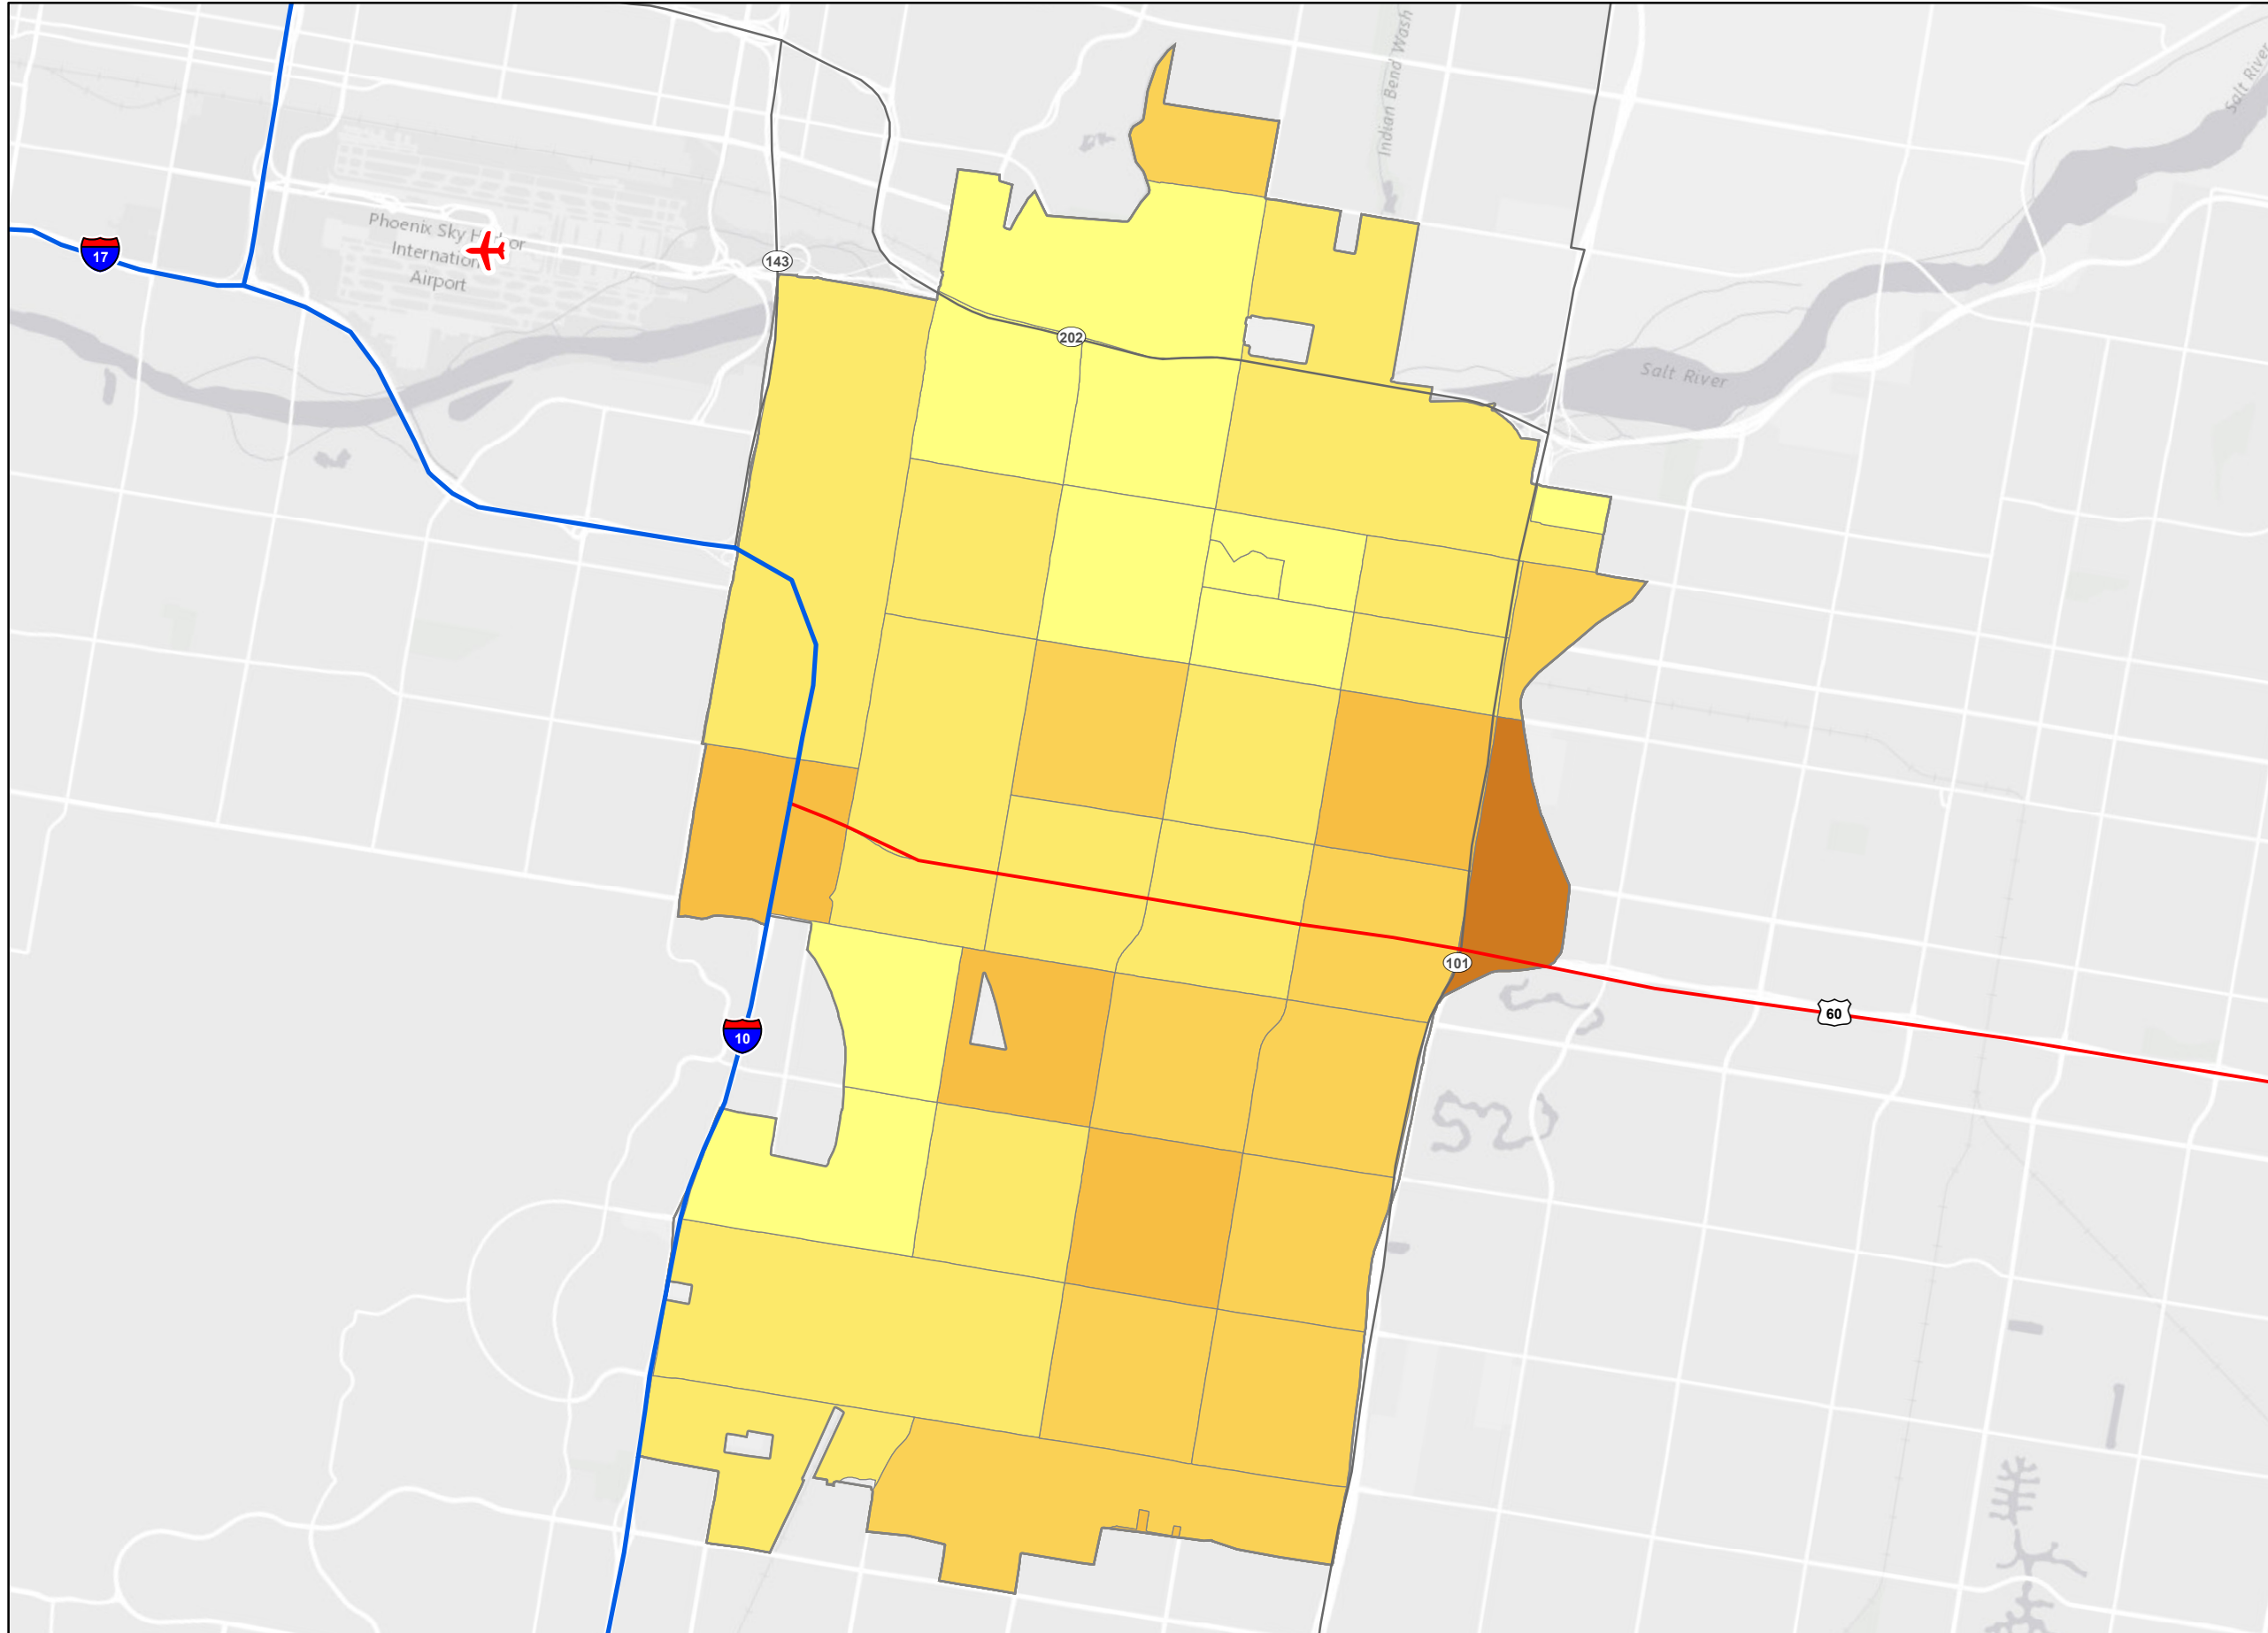 Indian Bend Wash
Salt River
Phoenix Sky Harbor
International
Airport
17
143
202
Salt River
101
60
10